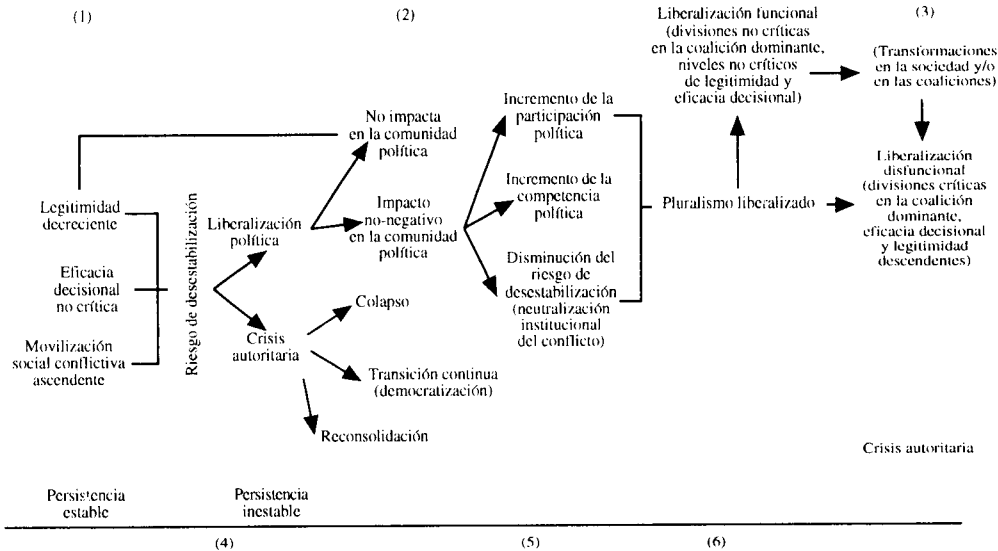 (1)
(2)
(3)
Liberalización funcional
(divisiones no críticas
en la coalición dominante,
niveles no críticos
de legitimidad y
eficacia decisional)
(Transformaciones
en la sociedad y/o
en las coaliciones)
No impacta
en la comunidad
política
Incremento de la
participación
política
Legitimidad
decreciente
Eficacia
decisional
no crítica
Movilización
social conflictiva
ascendente
Riesgo de desestabilización
Liberalización
política
Impacto
no-negativo
en la comunidad
política
Incremento de la
competencia
política
Disminución del
riesgo de
desestabilización
(neutralización
institucional
del conflicto)
Pluralismo liberalizado
Liberalización
disfuncional
(divisiones críticas
en la coalición
dominante,
eficacia decisional
y legitimidad
descendentes)
Crisis
autoritaria
Colapso
Transición continua
(democratización)
Reconsolidación
Crisis autoritaria
Persistencia
estable
Persistencia
inestable
(4)
(5)
(6)